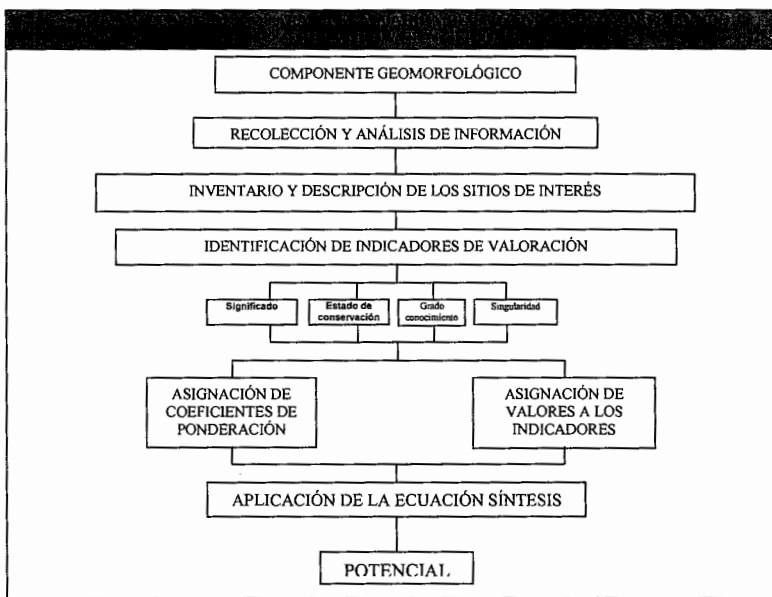 COMPONENTE GEOMORFOLÓGICO
RECOLECCIÓN Y ANÁLISIS DE INFORMACIÓN
INVENTARIO Y DESCRIPCIÓN DE LOS SITIOS DE INTERÉS
IDENTIFICACIÓN DE INDICADORES DE VALORACIÓN
Significado
Estado de
conservación
Grado
conocimiento
Singularidad
ASIGNACIÓN DE
COEFICIENTES DE
PONDERACIÓN
ASIGNACIÓN DE
VALORES A LOS
INDICADORES
APLICACIÓN DE LA ECUACIÓN SÍNTESIS
POTENCIAL